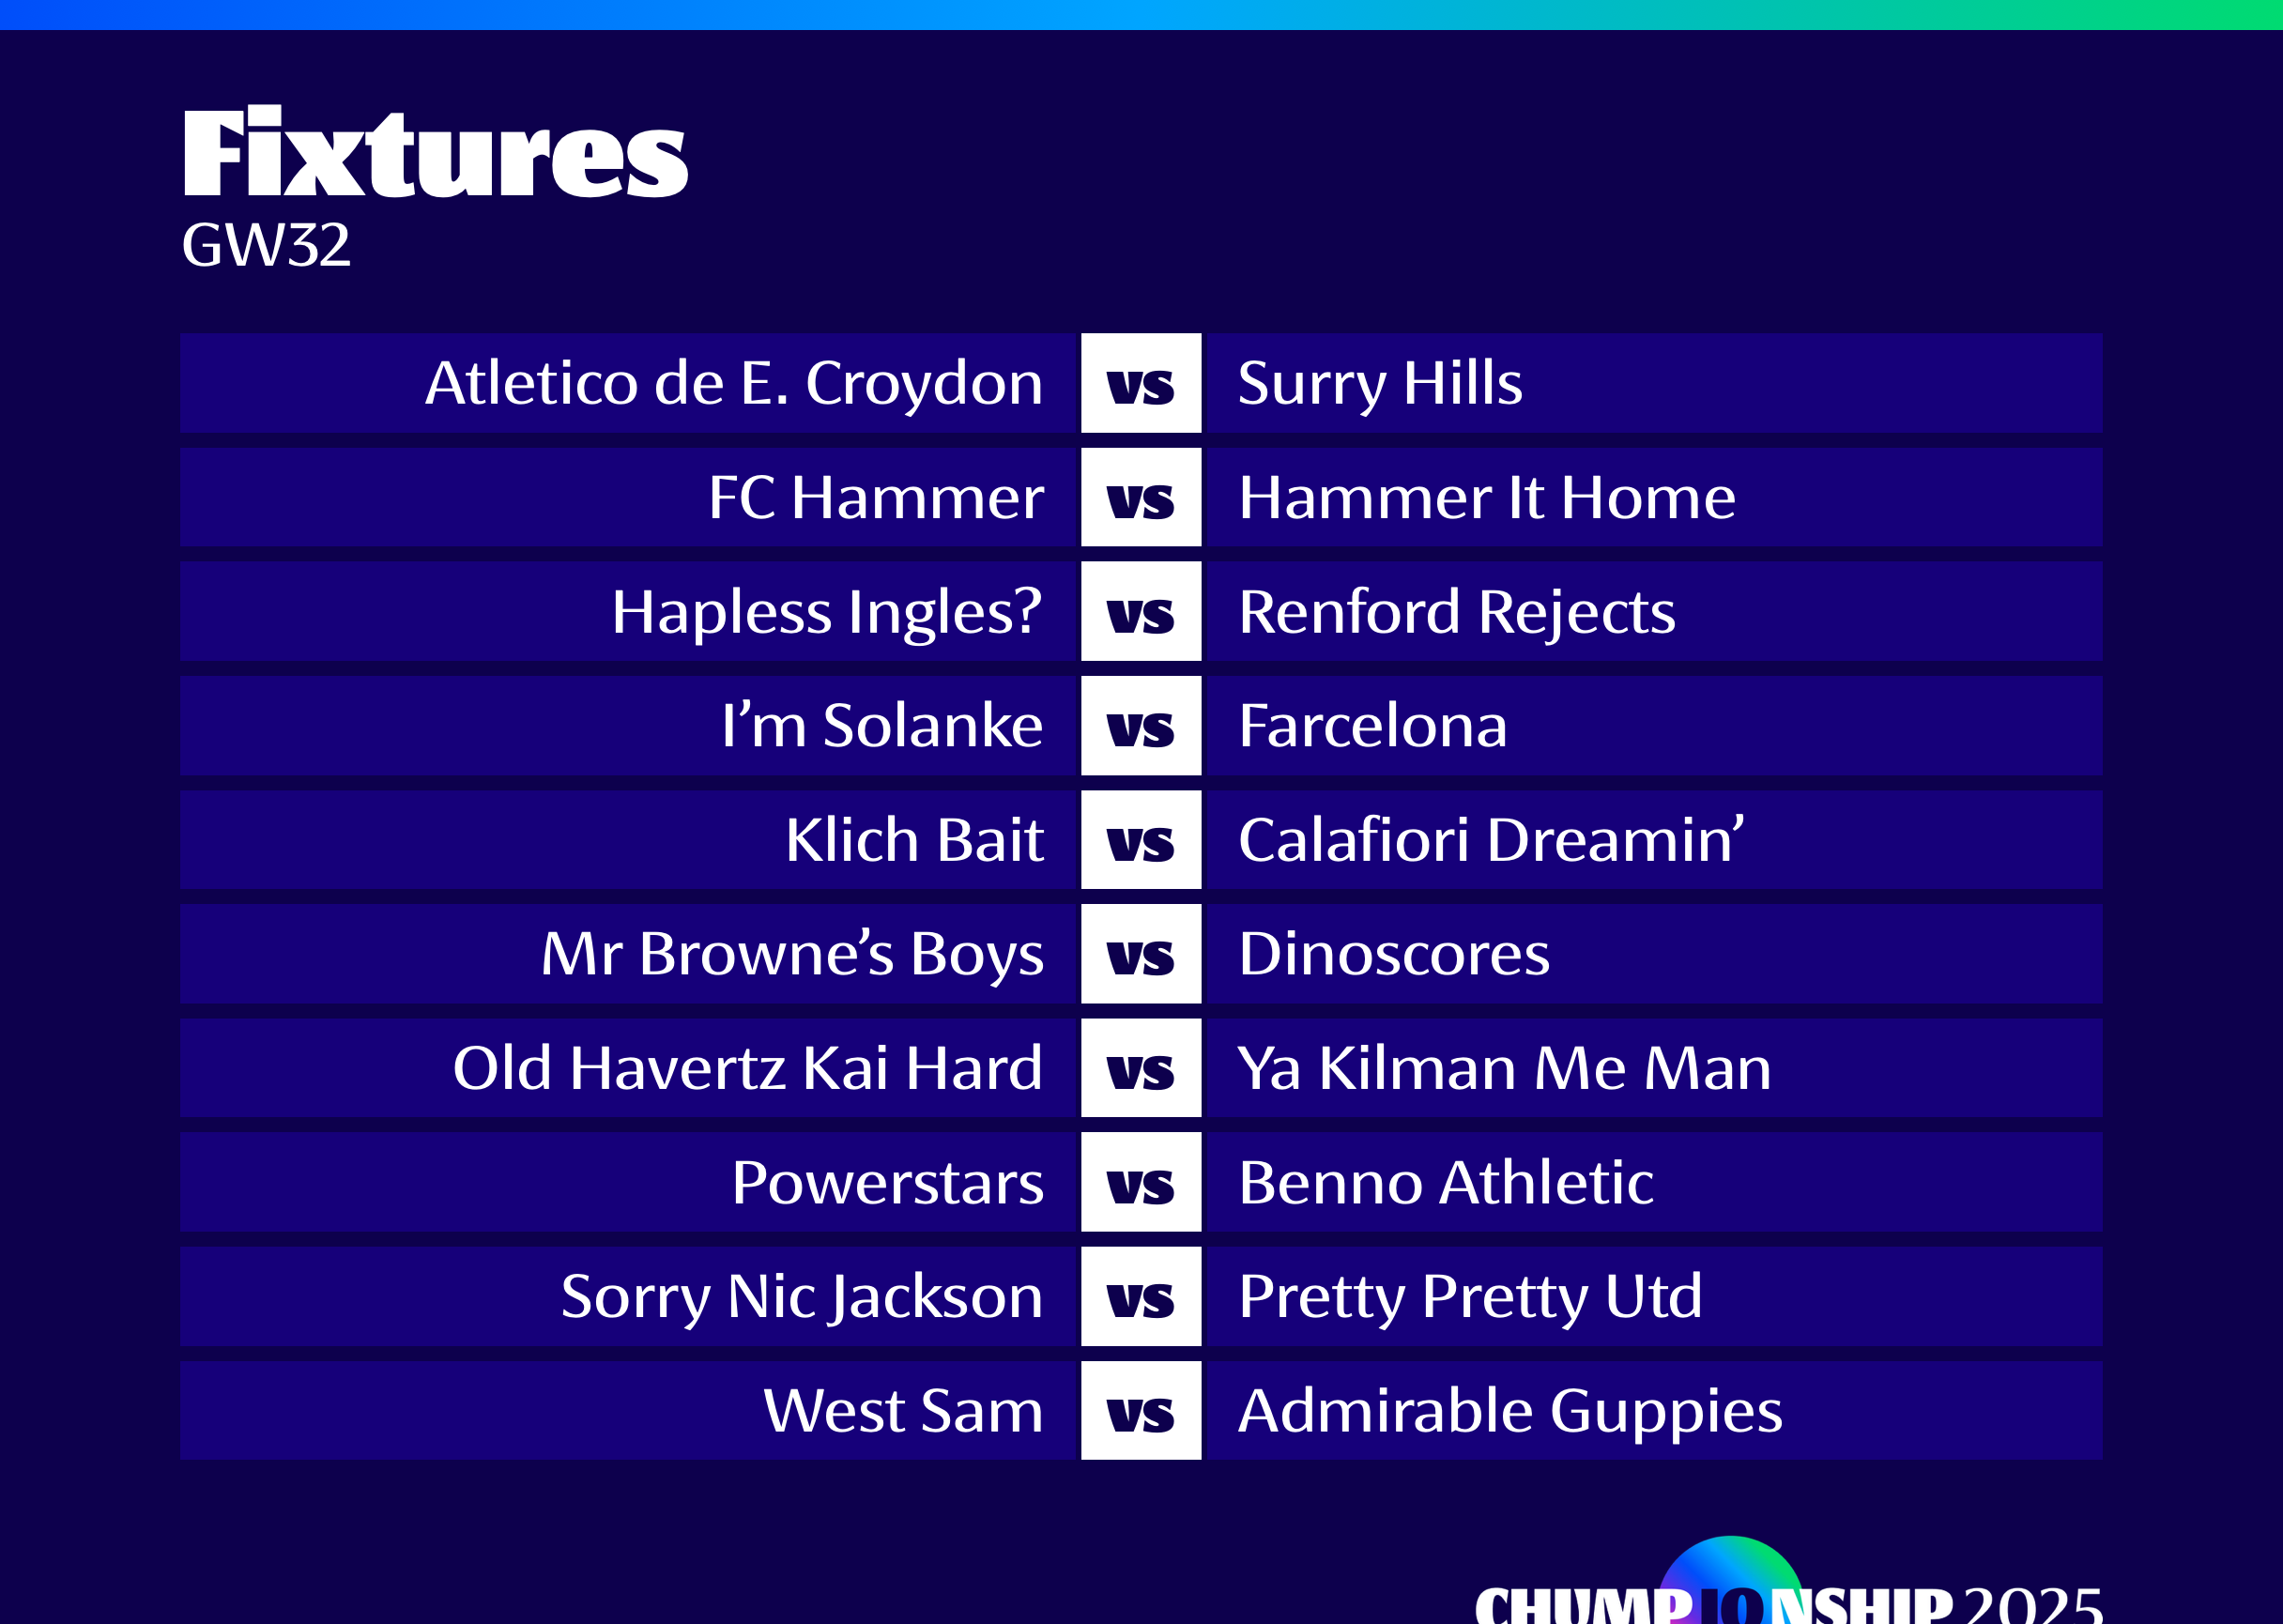 Fixtures
GW32
Atletico de E. Croydon vs Surry Hills
FC Hammer vs Hammer It Home
Hapless Ingles? vs Renford Rejects
I’m Solanke vs Farcelona
Klich Bait vs Calafiori Dreamin’
Mr Browne’s Boys vs Dinoscores
Old Havertz Kai Hard vs Ya Kilman Me Man
Powerstars vs Benno Athletic
Sorry Nic Jackson vs Pretty Pretty Utd
West Sam vs Admirable Guppies
CHUMPIONSHIP 2025